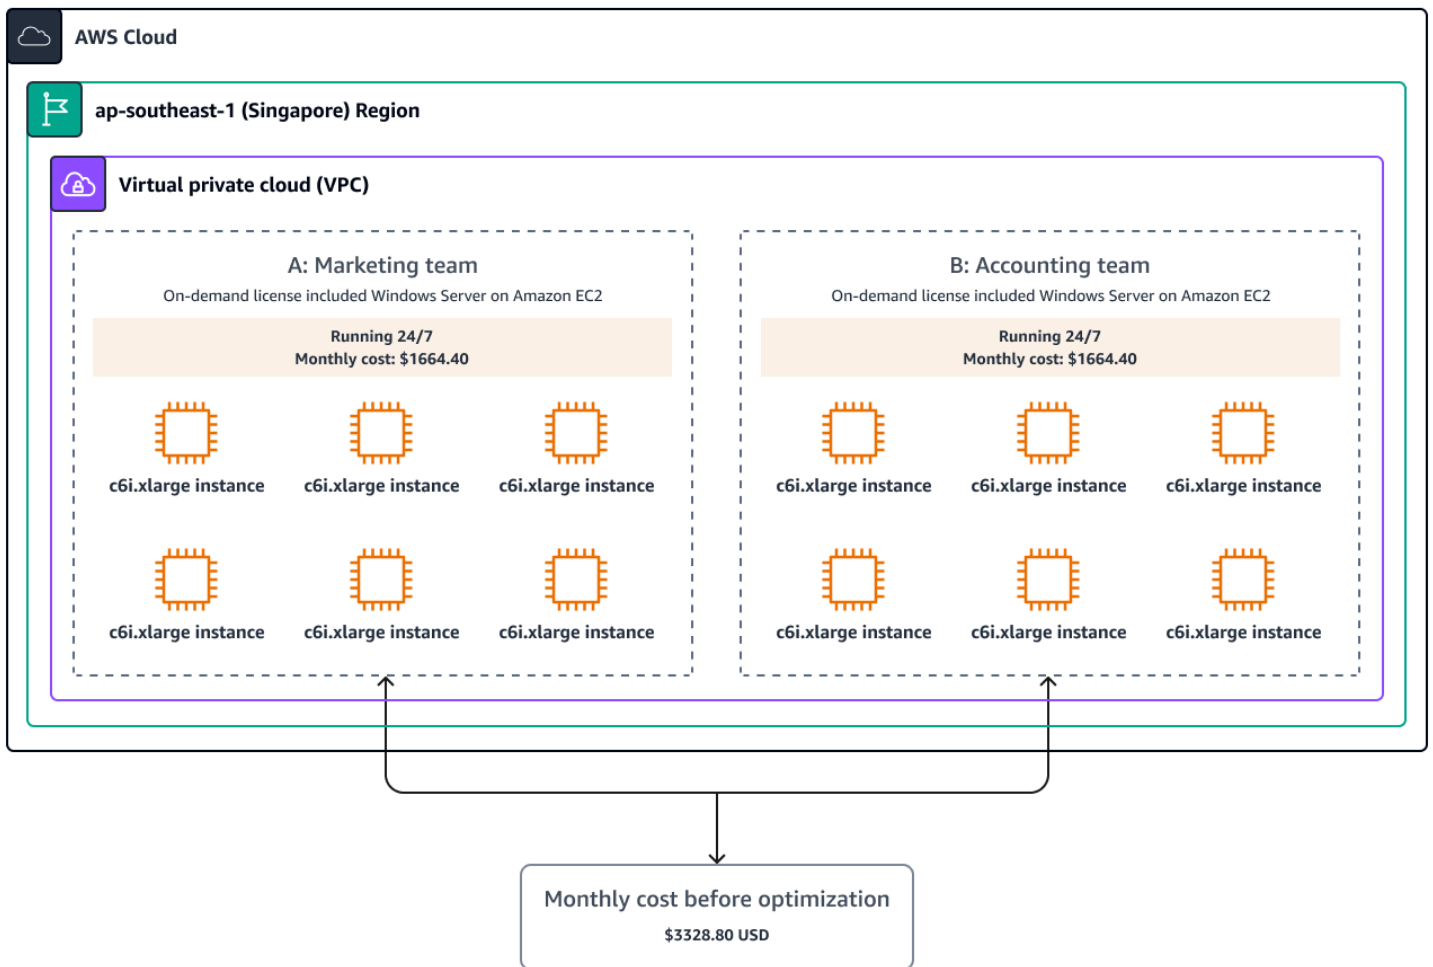 AWS Cloud
ap-southeast-1 (Singapore) Region
Virtual private cloud (VPC)
A: Marketing team
On-demand license included Windows Server on Amazon EC2
Running 24/7
Monthly cost: $1664.40
c6i.xlarge instance
c6i.xlarge instance
c6i.xlarge instance
c6i.xlarge instance
c6i.xlarge instance
c6i.xlarge instance
B: Accounting team
On-demand license included Windows Server on Amazon EC2
Running 24/7
Monthly cost: $1664.40
c6i.xlarge instance
c6i.xlarge instance
c6i.xlarge instance
c6i.xlarge instance
c6i.xlarge instance
c6i.xlarge instance
Monthly cost before optimization
$3328.80 USD